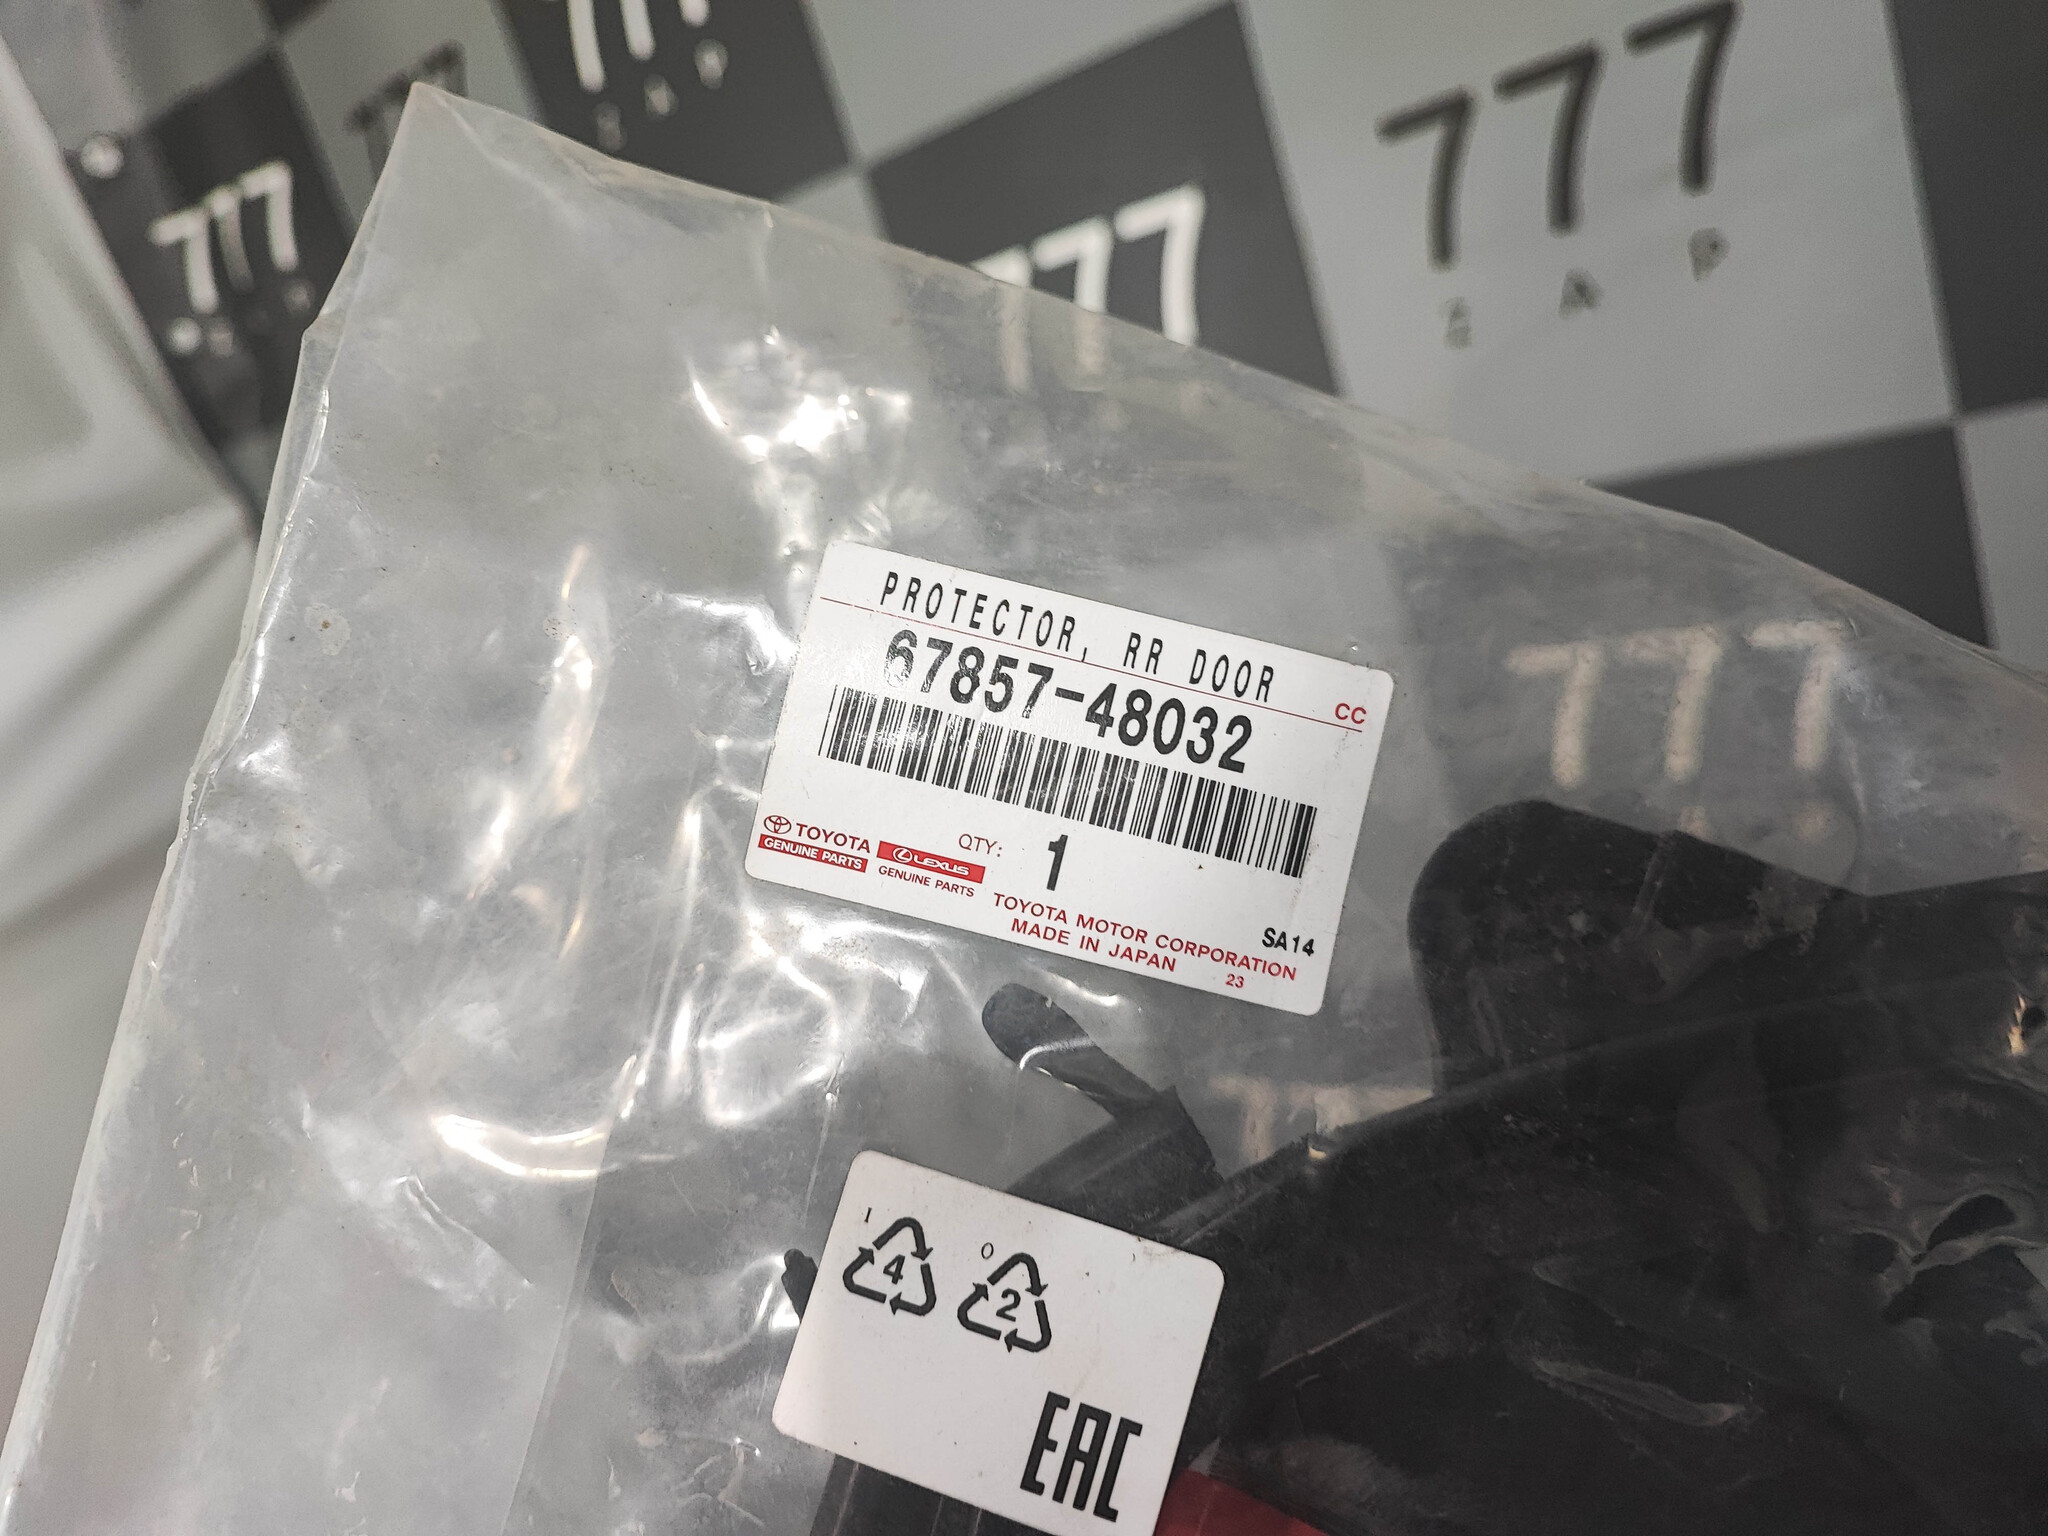 777
777
777
Z A P
777
777
PROTECTOR, RR DOOR
67857-48032
CC
TOYOTA
GENUINE PARTS
LEXUS
GENUINE PARTS
QTY: 1
TOYOTA MOTOR CORPORATION
MADE IN JAPAN
SA14
23
I
4
O
2
EAC